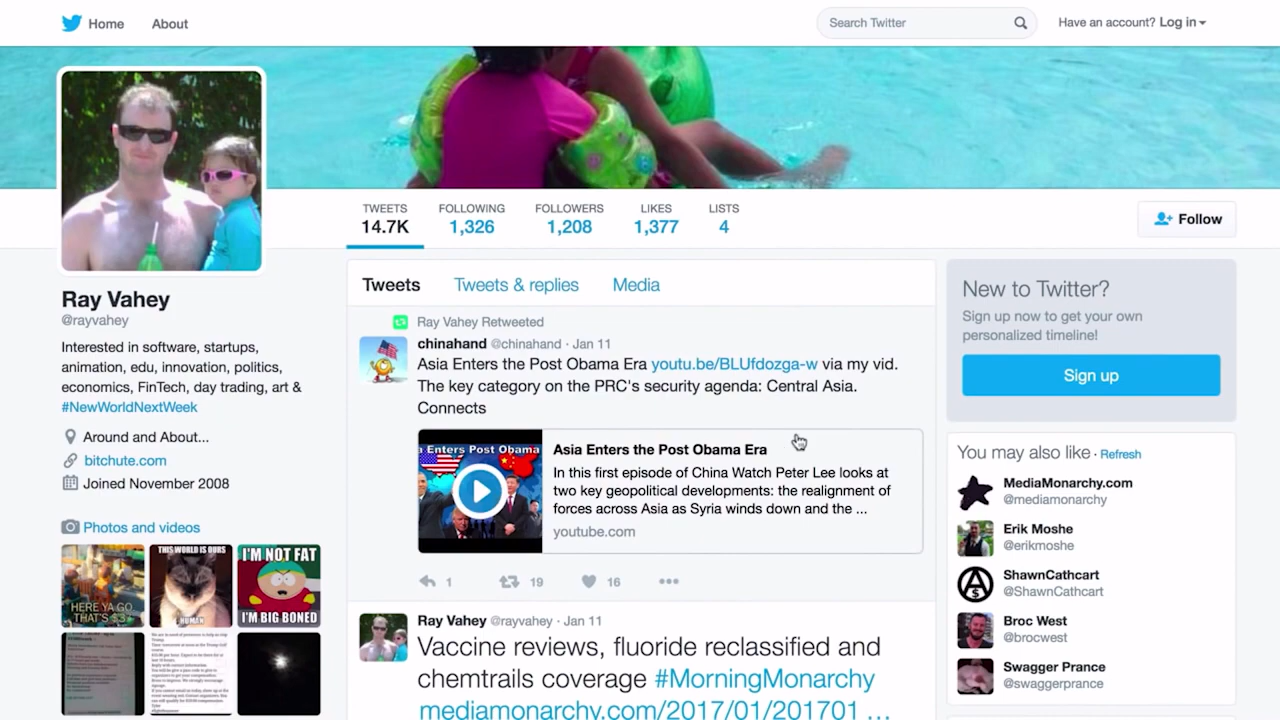 Home
About
Search Twitter
Have an account? Log in
TWEETS
14.7K
FOLLOWING
1,326
FOLLOWERS
1,208
LIKES
1,377
LISTS
4
Follow
Ray Vahey
@rayvahey
Interested in software, startups,
animation, edu, innovation, politics,
economics, FinTech, day trading, art &
#NewWorldNextWeek
Around and About...
bitchute.com
Joined November 2008
Photos and videos
HERE YA GO
THAT'S $3
THIS WORLD IS OURS
HUMAN
I'M NOT FAT
I'M BIG BONED
Tweets
Tweets & replies
Media
Ray Vahey Retweeted
chinahand @chinahand · Jan 11
Asia Enters the Post Obama Era youtu.be/BLUfdozga-w via my vid.
The key category on the PRC's security agenda: Central Asia.
Connects
a Enters Post Obama
Asia Enters the Post Obama Era
In this first episode of China Watch Peter Lee looks at
two key geopolitical developments: the realignment of
forces across Asia as Syria winds down and the ...
youtube.com
1
19
16
Ray Vahey @rayvahey · Jan 11
Vaccine reviews, fluoride reclassified and
chemtrails coverage #MorningMonarchy
mediamonarchy.com/2017/01/201701 ...
New to Twitter?
Sign up now to get your own
personalized timeline!
Sign up
You may also like · Refresh
MediaMonarchy.com
@mediamonarchy
Erik Moshe
@erikmoshe
ShawnCathcart
@ShawnCathcart
Broc West
@brocwest
Swagger Prance
@swaggerprance